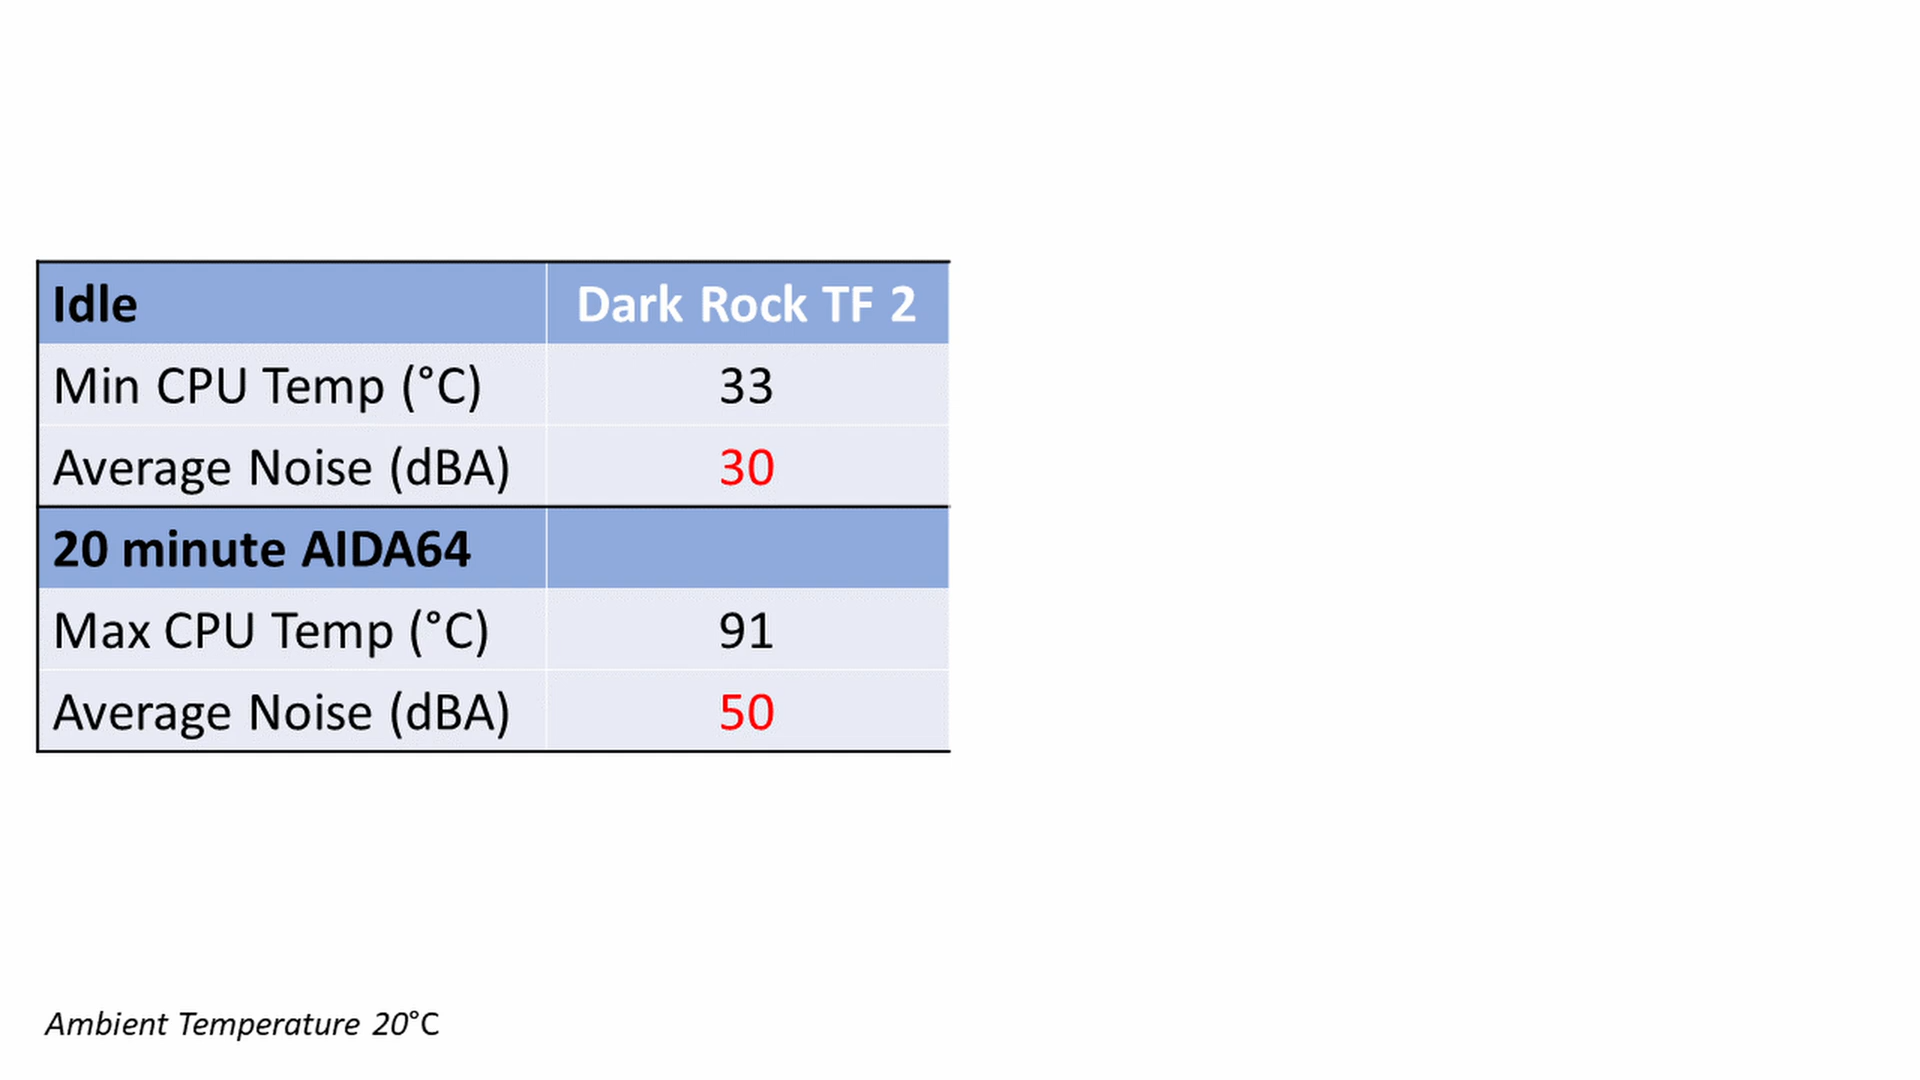 Idle Dark Rock TF 2
Min CPU Temp (°C) 33
Average Noise (dBA) 30
20 minute AIDA64
Max CPU Temp (°C) 91
Average Noise (dBA) 50
Ambient Temperature 20°C